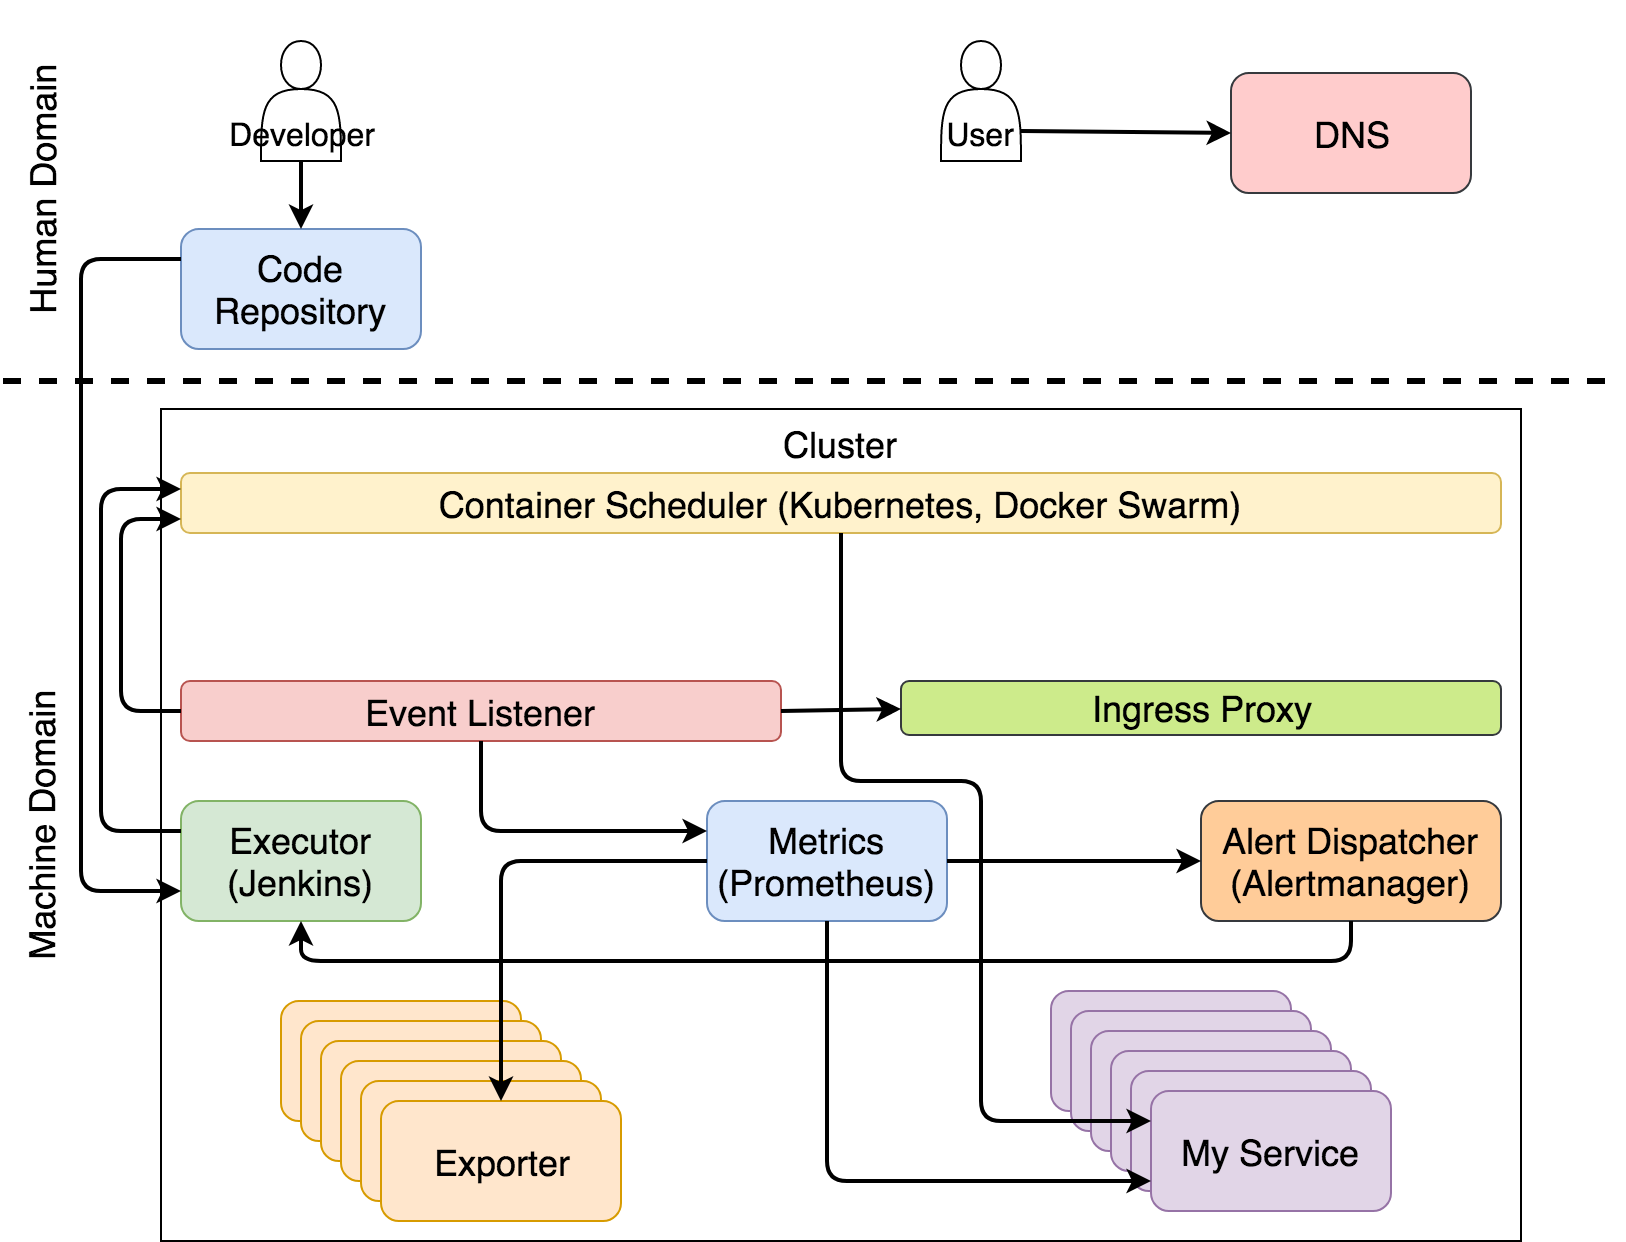 Human Domain
Developer
User
DNS
Code
Repository
Cluster
Container Scheduler (Kubernetes, Docker Swarm)
Machine Domain
Event Listener
Ingress Proxy
Executor
(Jenkins)
Metrics
(Prometheus)
Alert Dispatcher
(Alertmanager)
Exporter
My Service